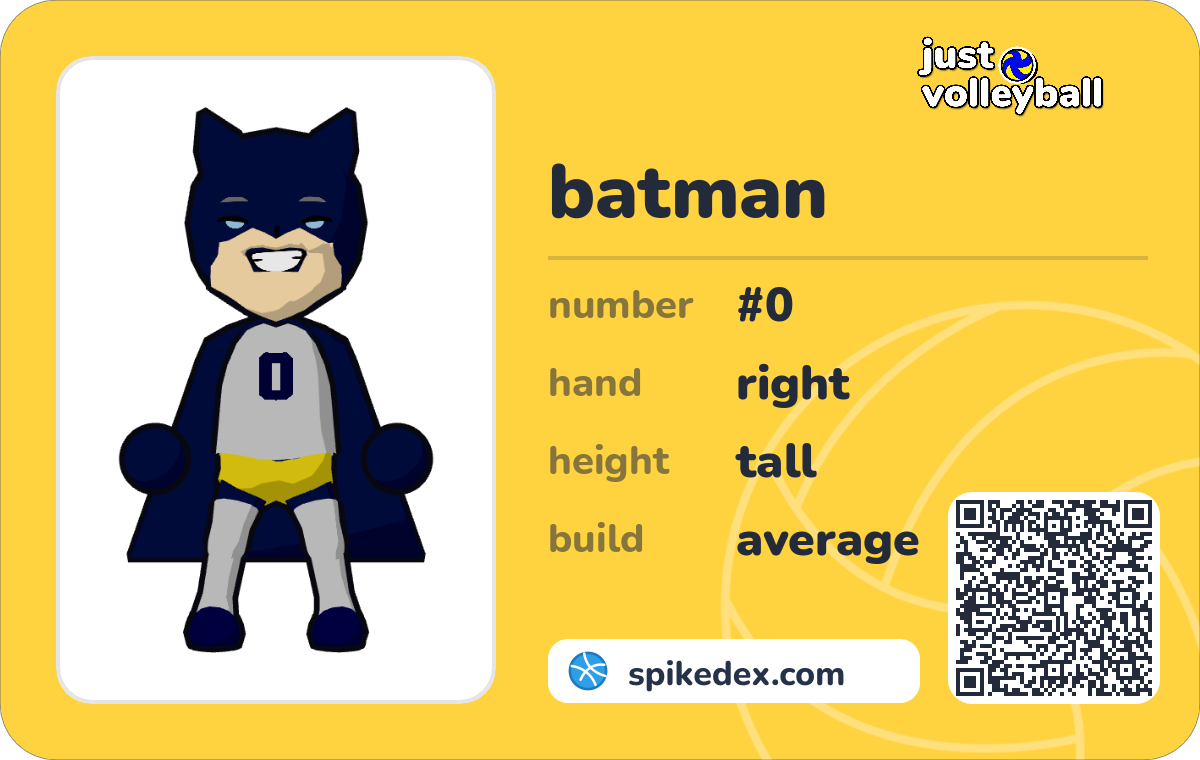 just
volleyball
batman
number #0
hand right
height tall
build average
0
spikedex.com